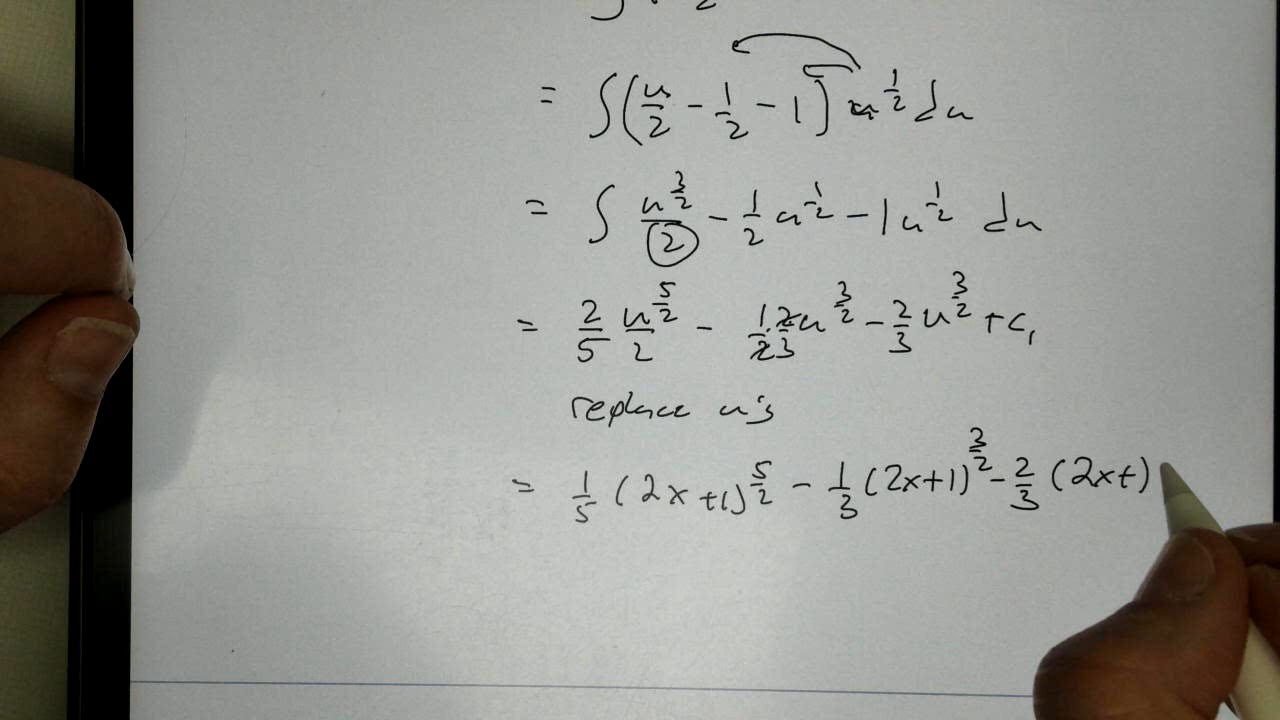 = ∫(u/2 - 1/2 - 1) u^(1/2) du
= ∫ u^(3/2)/2 - 1/2 u^(1/2) - 1u^(1/2) du
= 2/5 u^(5/2)/2 - 1/2 · 2/3 u^(3/2) - 2/3 u^(3/2) + C₁
replace u's
= 1/5 (2x+1)^(5/2) - 1/3 (2x+1)^(3/2) - 2/3 (2x+)